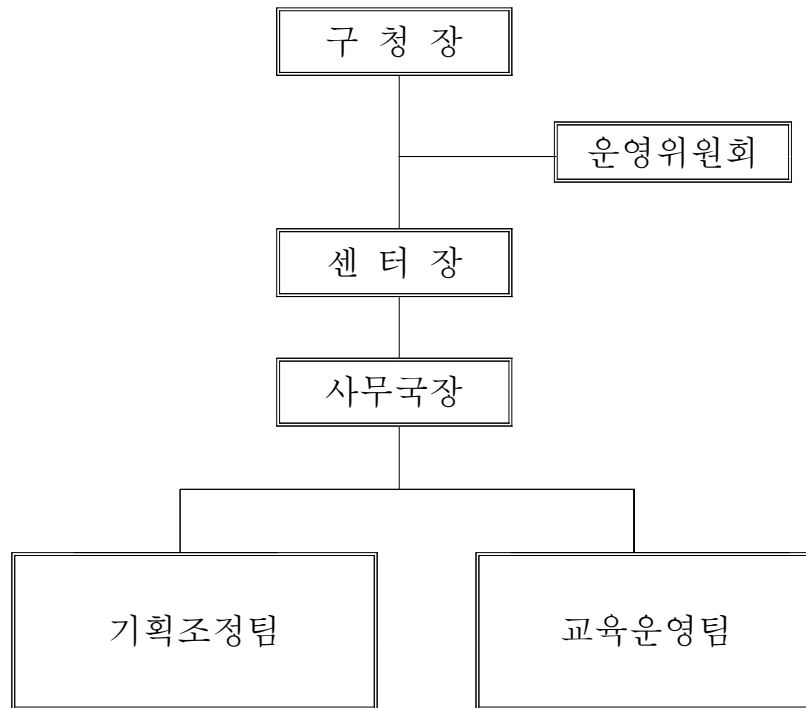 구 청 장
운영위원회
센 터 장
사무국장
기획조정팀
교육운영팀